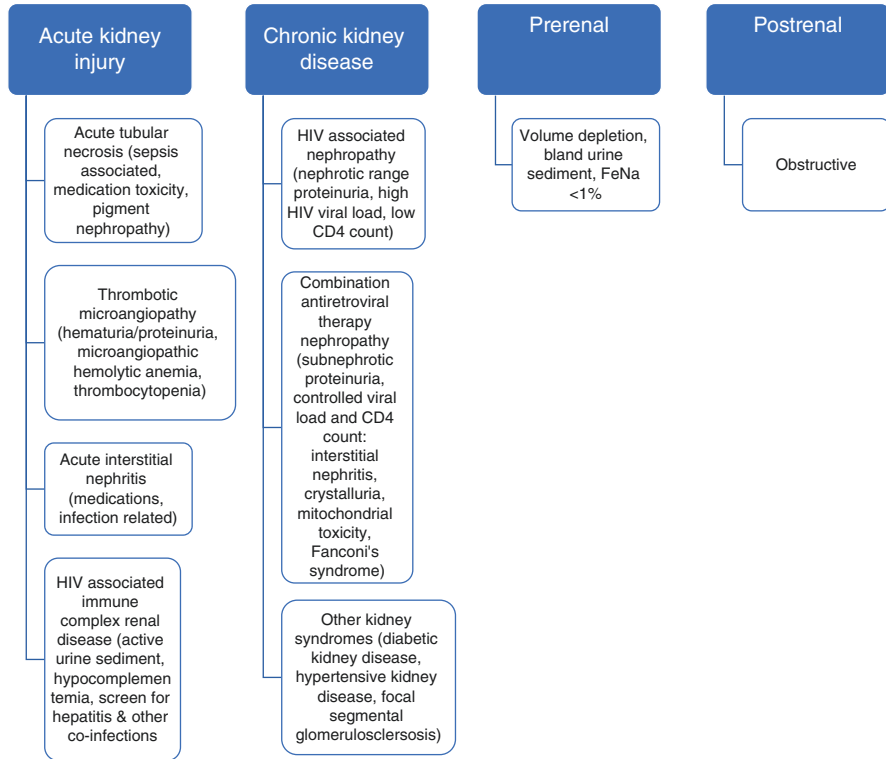 Acute kidney
injury
Acute tubular
necrosis (sepsis
associated,
medication toxicity,
pigment
nephropathy)
Thrombotic
microangiopathy
(hematuria/proteinuria,
microangiopathic
hemolytic anemia,
thrombocytopenia)
Acute interstitial
nephritis
(medications,
infection related)
HIV associated
immune
complex renal
disease (active
urine sediment,
hypocomplemen
temia, screen for
hepatitis & other
co-infections
Chronic kidney
disease
HIV associated
nephropathy
(nephrotic range
proteinuria, high
HIV viral load, low
CD4 count)
Combination
antiretroviral
therapy
nephropathy
(subnephrotic
proteinuria,
controlled viral
load and CD4
count:
interstitial
nephritis,
crystalluria,
mitochondrial
toxicity,
Fanconi's
syndrome)
Other kidney
syndromes (diabetic
kidney disease,
hypertensive kidney
disease, focal
segmental
glomerulosclersosis)
Prerenal
Volume depletion,
bland urine
sediment, FeNa
<1%
Postrenal
Obstructive